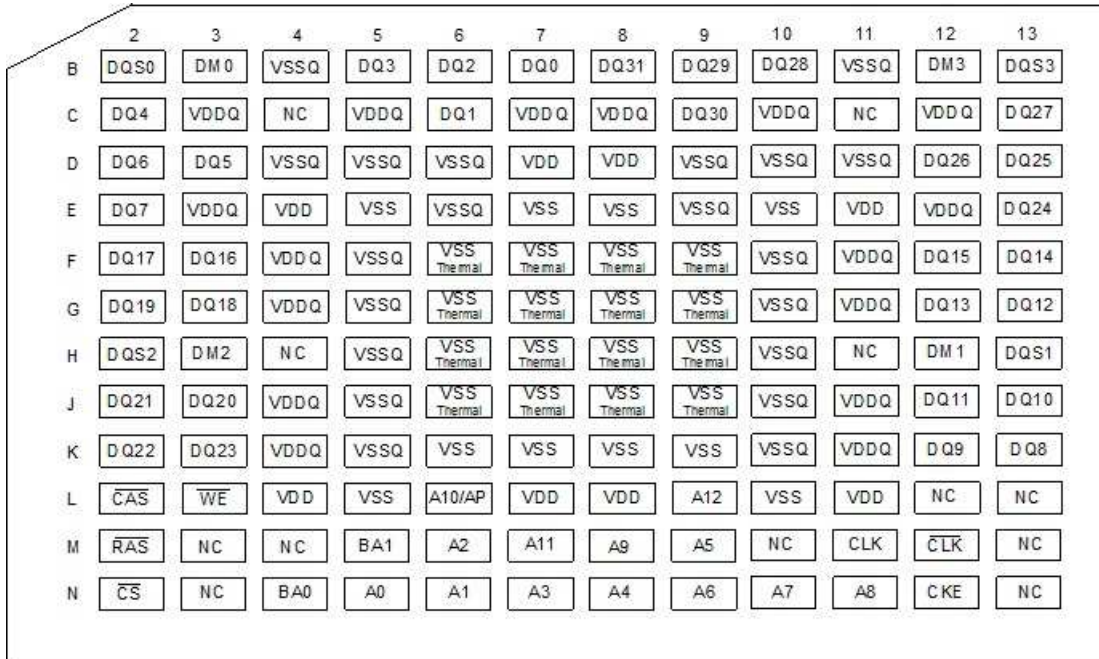 2 3 4 5 6 7 8 9 10 11 12 13
B DQS0 DM0 VSSQ DQ3 DQ2 DQ0 DQ31 DQ29 DQ28 VSSQ DM3 DQS3
C DQ4 VDDQ NC VDDQ DQ1 VDDQ VDDQ DQ30 VDDQ NC VDDQ DQ27
D DQ6 DQ5 VSSQ VSSQ VSSQ VDD VDD VSSQ VSSQ VSSQ DQ26 DQ25
E DQ7 VDDQ VDD VSS VSSQ VSS VSS VSSQ VSS VDD VDDQ DQ24
F DQ17 DQ16 VDDQ VSSQ VSS VSS VSS VSS VSSQ VDDQ DQ15 DQ14
Thermal Thermal Thermal Thermal
G DQ19 DQ18 VDDQ VSSQ VSS VSS VSS VSS VSSQ VDDQ DQ13 DQ12
Thermal Thermal Thermal Thermal
H DQS2 DM2 NC VSSQ VSS VSS VSS VSS VSSQ NC DM1 DQS1
Thermal Thermal Thermal Thermal
J DQ21 DQ20 VDDQ VSSQ VSS VSS VSS VSS VSSQ VDDQ DQ11 DQ10
Thermal Thermal Thermal Thermal
K DQ22 DQ23 VDDQ VSSQ VSS VSS VSS VSS VSSQ VDDQ DQ9 DQ8
L C̅A̅S̅ W̅E̅ VDD VSS A10/AP VDD VDD A12 VSS VDD NC NC
M R̅A̅S̅ NC NC BA1 A2 A11 A9 A5 NC CLK C̅L̅K̅ NC
N C̅S̅ NC BA0 A0 A1 A3 A4 A6 A7 A8 CKE NC